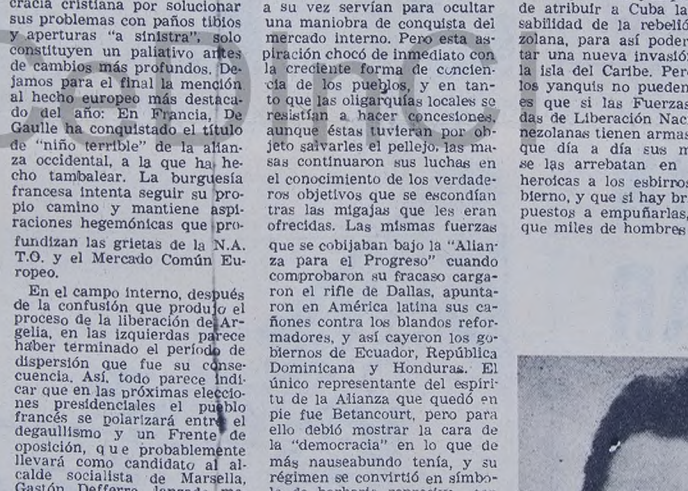 cracia cristiana por solucionar
sus problemas con paños tibios
y aperturas "a sinistra", solo
constituyen un paliativo antes
de cambios más profundos. De-
jamos para el final la mención
al hecho europeo más destaca-
do del año: En Francia, De
Gaulle ha conquistado el título
de "niño terrible" de la alian-
za occidental, a la que ha he-
cho tambalear. La burguesía
francesa intenta seguir su pro-
pio camino y mantiene aspi-
raciones hegemónicas que pro-
fundizan las grietas de la N.A.
T.O. y el Mercado Común Eu-
ropeo.
En el campo interno, después
de la confusión que produjo el
proceso de la liberación de Ar-
gelia, en las izquierdas parece
haber terminado el período de
dispersión que fue su conse-
cuencia. Así, todo parece indi-
car que en las próximas eleccio-
nes presidenciales el pueblo
francés se polarizará entre el
degaullismo y un Frente de
oposición, que probablemente
llevará como candidato al al-
calde socialista de Marsella,
Gastón Defferre
a su vez servían para ocultar
una maniobra de conquista del
mercado interno. Pero esta as-
piración chocó de inmediato con
la creciente forma de concien-
cia de los pueblos, y en tan-
to que las oligarquías locales se
resistían a hacer concesiones,
aunque éstas tuvieran por ob-
jeto salvarles el pellejo, las ma-
sas continuaron sus luchas en
el conocimiento de los verdade-
ros objetivos que se escondían
tras las migajas que les eran
ofrecidas. Las mismas fuerzas
que se cobijaban bajo la "Alian-
za para el Progreso" cuando
comprobaron su fracaso carga-
ron el rifle de Dallas, apunta-
ron en América latina sus ca-
ñones contra los blandos refor-
madores, y así cayeron los go-
biernos de Ecuador, República
Dominicana y Honduras. El
único representante del espíri-
tu de la Alianza que quedó en
pie fue Betancourt, pero para
ello debió mostrar la cara de
la "democracia" en lo que de
más nauseabundo tenía, y su
régimen se convirtió en símbo-
de atribuir a Cuba la
sabilidad de la rebelió
zolana, para así poder
tar una nueva invasió
la isla del Caribe. Per
los yanquis no pueden
es que si las Fuerzas
das de Liberación Nac
nezolanas tienen armas
que día a día sus m
se las arrebatan en
heroicas a los esbirros
bierno, y que si hay br
puestos a empuñarlas,
que miles de hombres